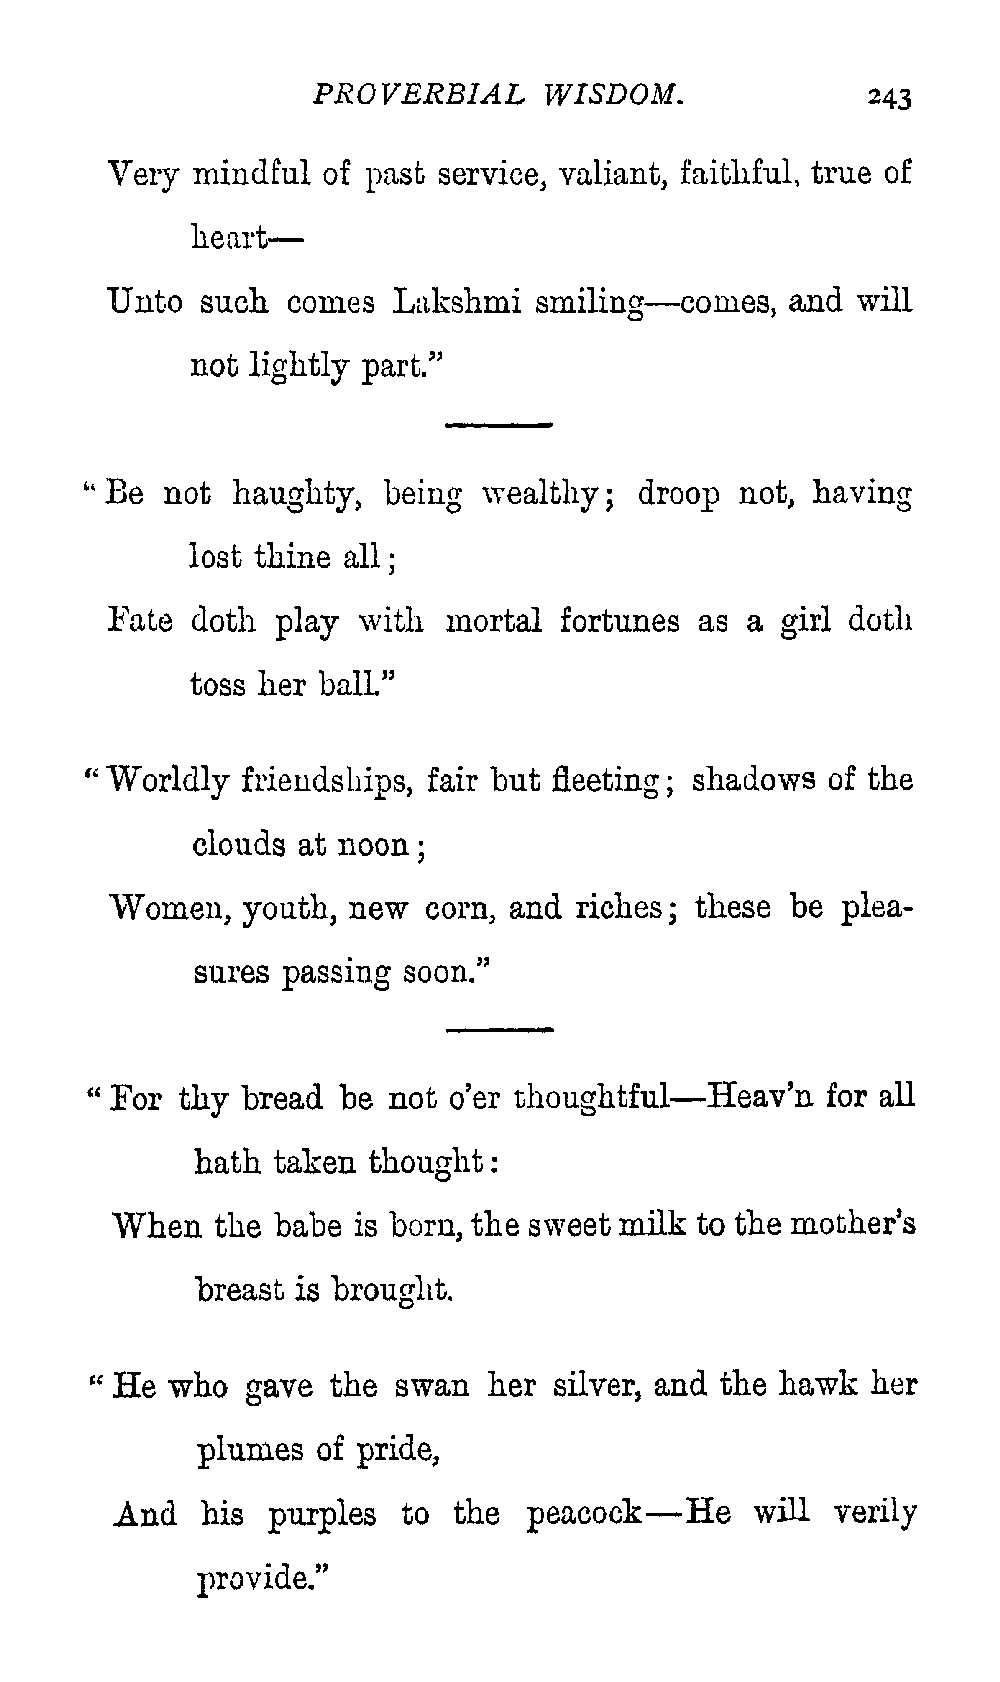 PROVERBIAL WISDOM. 243
Very mindful of past service, valiant, faithful, true of
heart—
Unto such comes Lakshmi smiling—comes, and will
not lightly part.”
“Be not haughty, being wealthy; droop not, having
lost thine all;
Fate doth play with mortal fortunes as a girl doth
toss her ball.”
“Worldly friendships, fair but fleeting; shadows of the
clouds at noon;
Women, youth, new corn, and riches; these be plea-
sures passing soon.”
“For thy bread be not o’er thoughtful—Heav’n for all
hath taken thought:
When the babe is born, the sweet milk to the mother’s
breast is brought.
“He who gave the swan her silver, and the hawk her
plumes of pride,
And his purples to the peacock—He will verily
provide.”